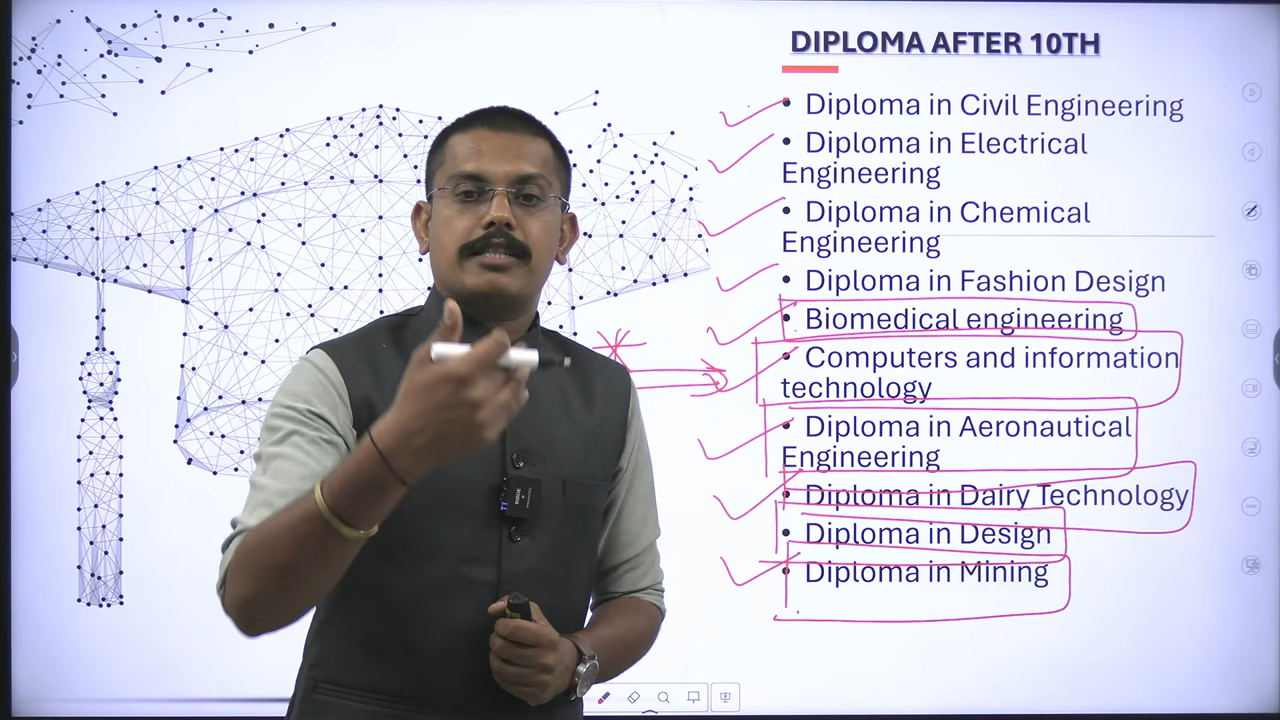 DIPLOMA AFTER 10TH
• Diploma in Civil Engineering
• Diploma in Electrical
Engineering
• Diploma in Chemical
Engineering
• Diploma in Fashion Design
• Biomedical engineering
• Computers and information
technology
• Diploma in Aeronautical
Engineering
• Diploma in Dairy Technology
• Diploma in Design
• Diploma in Mining